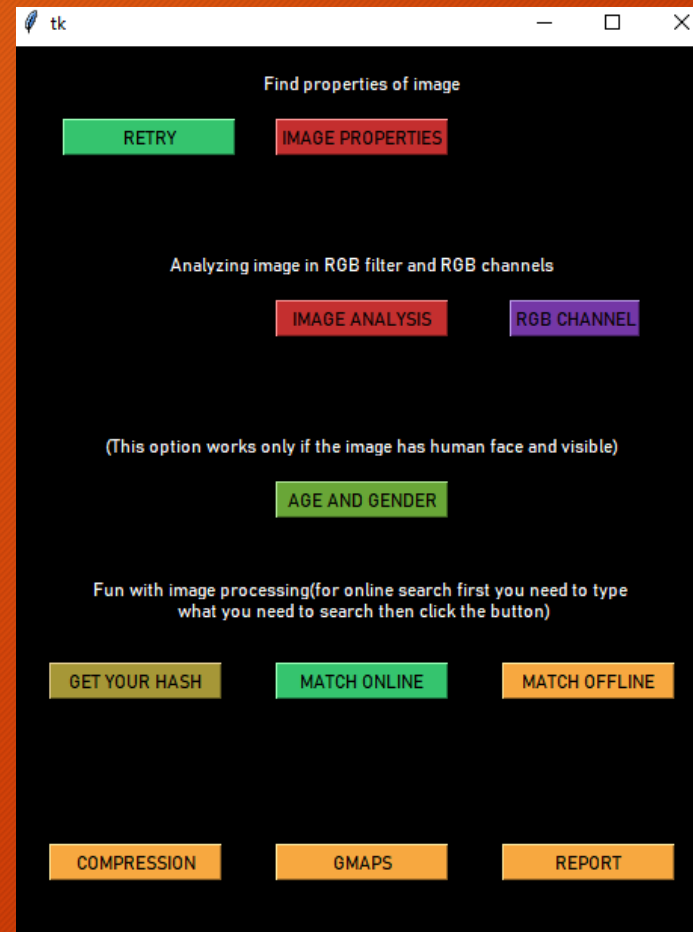 tk
Find properties of image
RETRY
IMAGE PROPERTIES
Analyzing image in RGB filter and RGB channels
IMAGE ANALYSIS
RGB CHANNEL
(This option works only if the image has human face and visible)
AGE AND GENDER
Fun with image processing(for online search first you need to type
what you need to search then click the button)
GET YOUR HASH
MATCH ONLINE
MATCH OFFLINE
COMPRESSION
GMAPS
REPORT